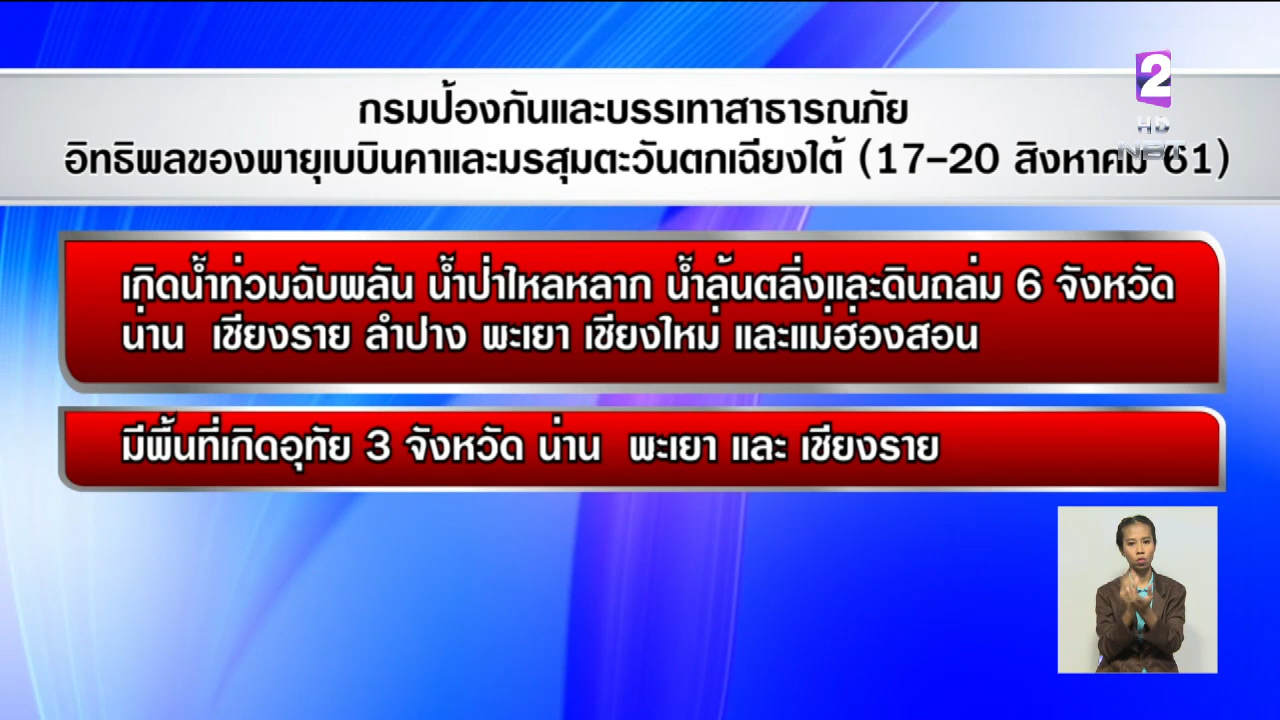 กรมป้องกันและบรรเทาสาธารณภัย
อิทธิพลของพายุเบบินคาและมรสุมตะวันตกเฉียงใต้ (17-20 สิงหาคม 61)
2
HD
NBT
เกิดน้ำท่วมฉับพลัน น้ำป่าไหลหลาก น้ำล้นตลิ่งและดินถล่ม 6 จังหวัด
น่าน เชียงราย ลำปาง พะเยา เชียงใหม่ และแม่ฮ่องสอน
มีพื้นที่เกิดอุทัย 3 จังหวัด น่าน พะเยา และ เชียงราย